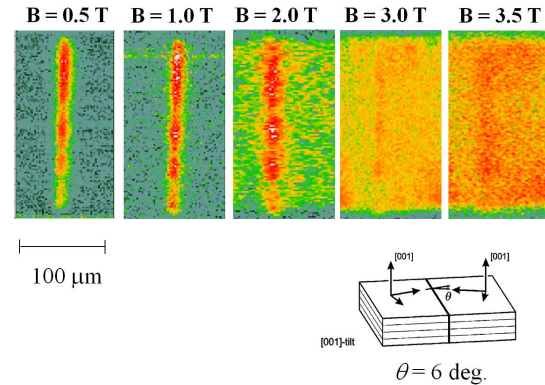 B = 0.5 T B = 1.0 T B = 2.0 T B = 3.0 T B = 3.5 T
100 μm
[001] [001]
θ
[001]-tilt
θ = 6 deg.